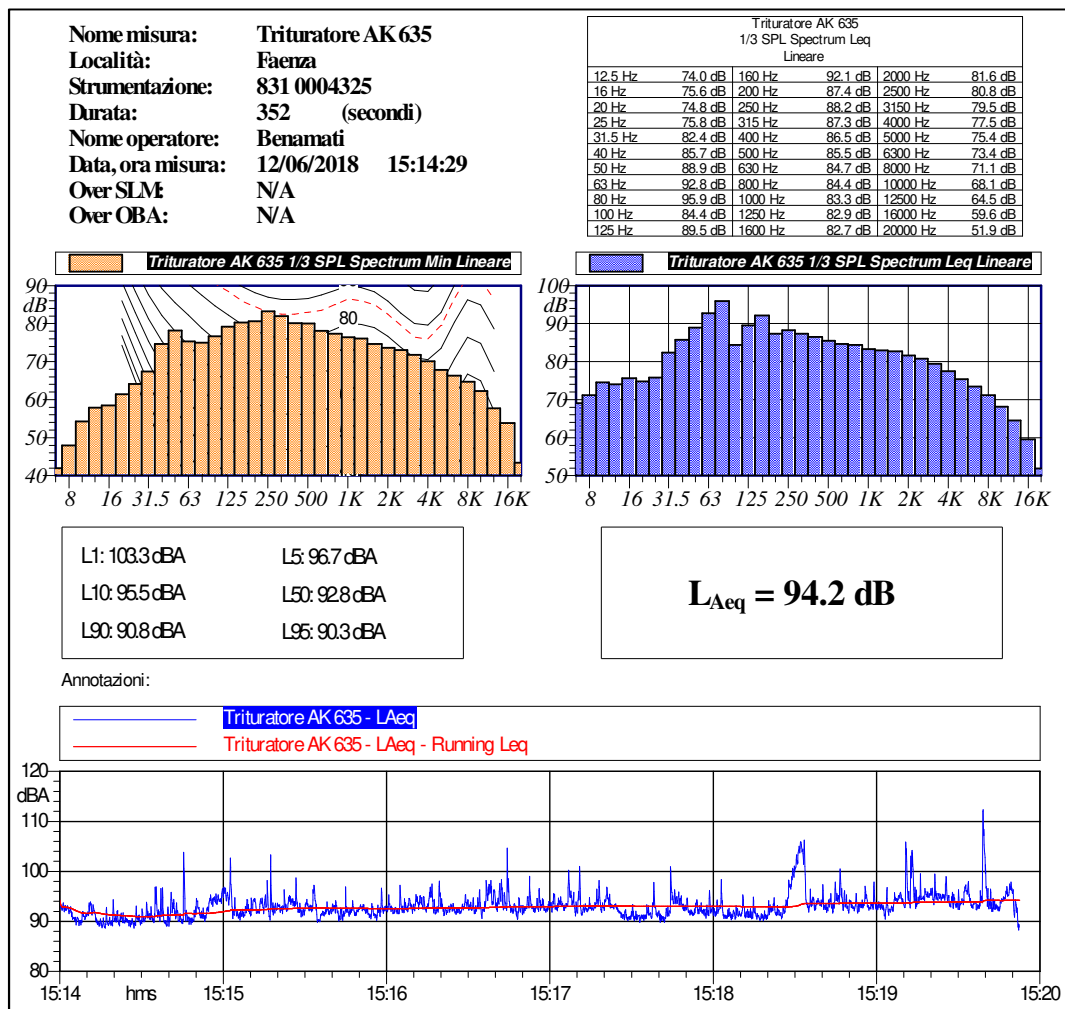 Nome misura: Trituratore AK 635
Località: Faenza
Strumentazione: 831 0004325
Durata: 352 (secondi)
Nome operatore: Benamati
Data, ora misura: 12/06/2018 15:14:29
Over SLM: N/A
Over OBA: N/A
Trituratore AK 635
1/3 SPL Spectrum Leq
Lineare
12.5 Hz 74.0 dB 160 Hz 92.1 dB 2000 Hz 81.6 dB
16 Hz 75.6 dB 200 Hz 87.4 dB 2500 Hz 80.8 dB
20 Hz 74.8 dB 250 Hz 88.2 dB 3150 Hz 79.5 dB
25 Hz 75.8 dB 315 Hz 87.3 dB 4000 Hz 77.5 dB
31.5 Hz 82.4 dB 400 Hz 86.5 dB 5000 Hz 75.4 dB
40 Hz 85.7 dB 500 Hz 85.5 dB 6300 Hz 73.4 dB
50 Hz 88.9 dB 630 Hz 84.7 dB 8000 Hz 71.1 dB
63 Hz 92.8 dB 800 Hz 84.4 dB 10000 Hz 68.1 dB
80 Hz 95.9 dB 1000 Hz 83.3 dB 12500 Hz 64.5 dB
100 Hz 84.4 dB 1250 Hz 82.9 dB 16000 Hz 59.6 dB
125 Hz 89.5 dB 1600 Hz 82.7 dB 20000 Hz 51.9 dB
Trituratore AK 635 1/3 SPL Spectrum Min Lineare
90
dB
80
70
60
50
40
80
8 16 31.5 63 125 250 500 1K 2K 4K 8K 16K
Trituratore AK 635 1/3 SPL Spectrum Leq Lineare
100
dB
90
80
70
60
50
8 16 31.5 63 125 250 500 1K 2K 4K 8K 16K
L1: 103.3 dBA L5: 96.7 dBA
L10: 95.5 dBA L50: 92.8 dBA
L90: 90.8 dBA L95: 90.3 dBA
LAeq = 94.2 dB
Annotazioni:
Trituratore AK 635 - LAeq
Trituratore AK 635 - LAeq - Running Leq
120
dBA
110
100
90
80
15:14 hms 15:15 15:16 15:17 15:18 15:19 15:20